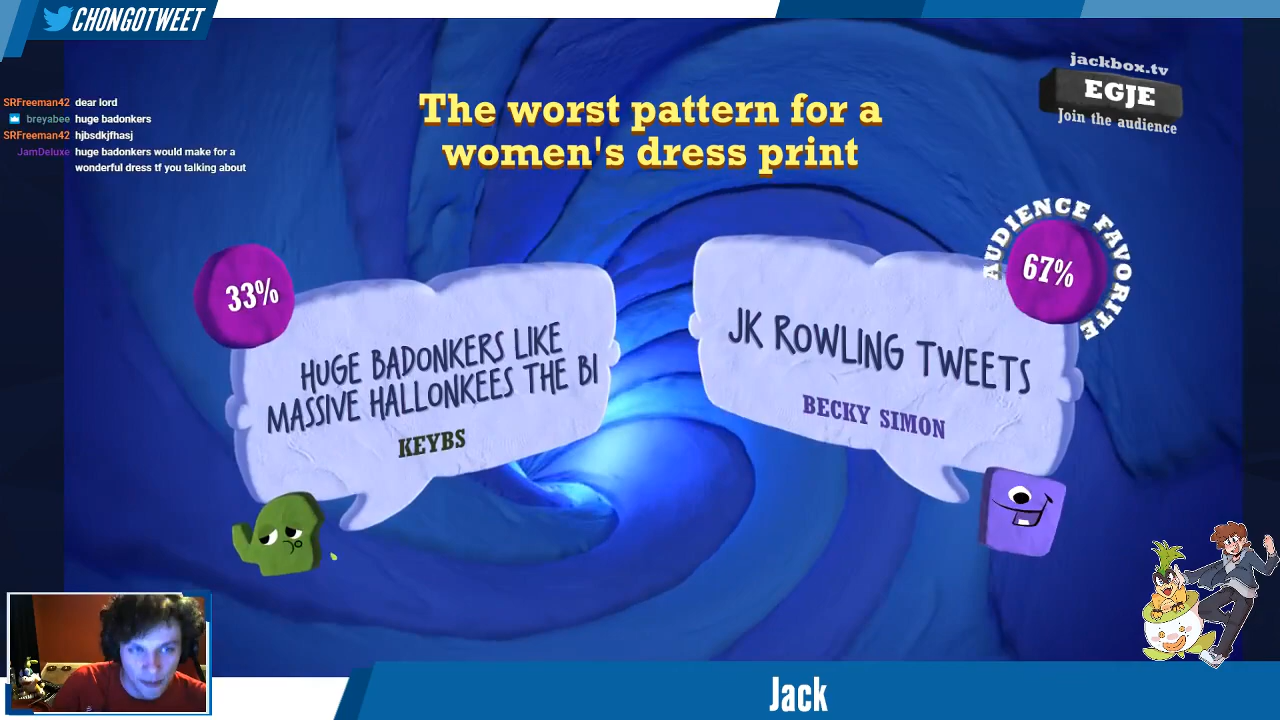 CHONGOTWEET
SRFreeman42 dear lord
breyabee huge badonkers
SRFreeman42 hjbsdkjfhasj
JamDeluxe huge badonkers would make for a
wonderful dress tf you talking about
The worst pattern for a
women's dress print
jackbox.tv
EGJE
Join the audience
33%
HUGE BADONKERS LIKE
MASSIVE HALLONKEES THE BI
KEYBS
AUDIENCE FAVORITE
67%
JK ROWLING TWEETS
BECKY SIMON
Jack